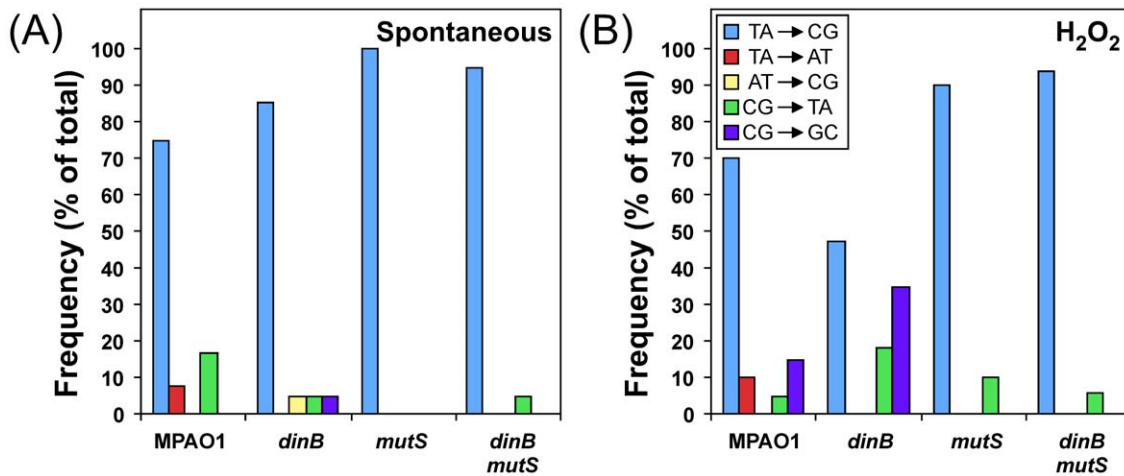 (A)
Spontaneous
Frequency (% of total)
100
90
80
70
60
50
40
30
20
10
0
MPAO1
dinB
mutS
dinB
mutS
(B)
H₂O₂
TA→CG
TA→AT
AT→CG
CG→TA
CG→GC
Frequency (% of total)
100
90
80
70
60
50
40
30
20
10
0
MPAO1
dinB
mutS
dinB
mutS